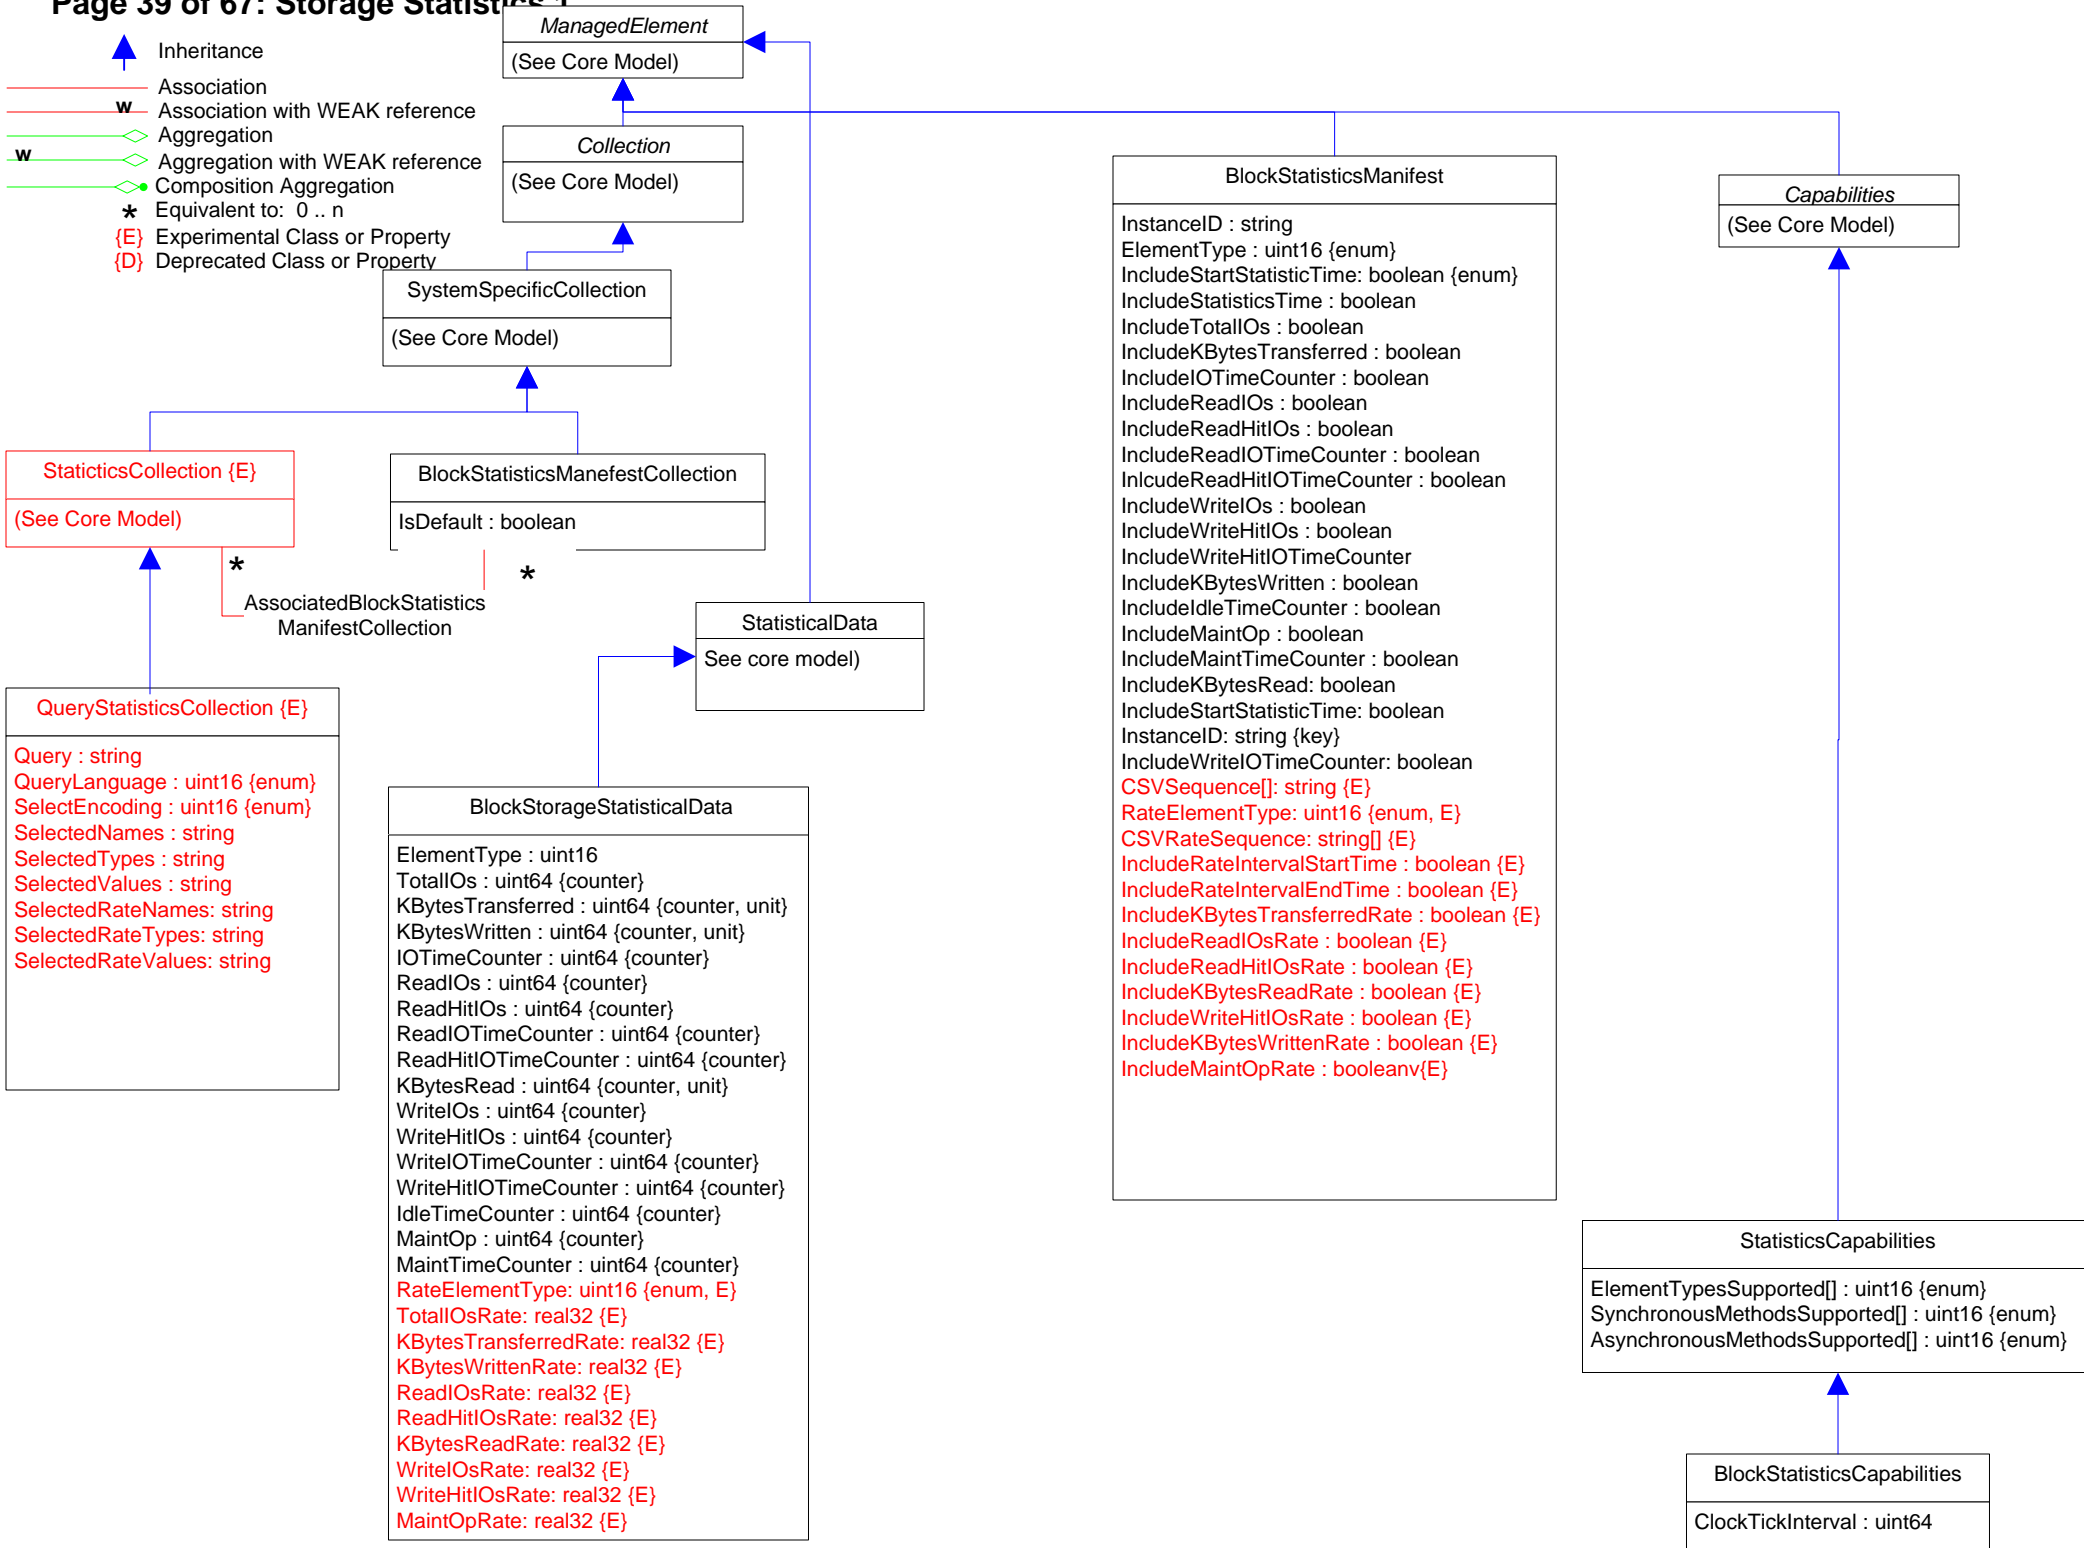 Page 39 of 67: Storage Statistics 1
Inheritance
Association
w
Association with WEAK reference
Aggregation
w
Aggregation with WEAK reference
Composition Aggregation
* Equivalent to: 0 .. n
{E} Experimental Class or Property
{D} Deprecated Class or Property
ManagedElement
(See Core Model)
Collection
(See Core Model)
SystemSpecificCollection
(See Core Model)
StaticticsCollection {E}
(See Core Model)
BlockStatisticsManefestCollection
IsDefault : boolean
*
*
AssociatedBlockStatistics
ManifestCollection
QueryStatisticsCollection {E}
Query : string
QueryLanguage : uint16 {enum}
SelectEncoding : uint16 {enum}
SelectedNames : string
SelectedTypes : string
SelectedValues : string
SelectedRateNames: string
SelectedRateTypes: string
SelectedRateValues: string
StatisticalData
See core model)
BlockStorageStatisticalData
ElementType : uint16
TotalIOs : uint64 {counter}
KBytesTransferred : uint64 {counter, unit}
KBytesWritten : uint64 {counter, unit}
IOTimeCounter : uint64 {counter}
ReadIOs : uint64 {counter}
ReadHitIOs : uint64 {counter}
ReadIOTimeCounter : uint64 {counter}
ReadHitIOTimeCounter : uint64 {counter}
KBytesRead : uint64 {counter, unit}
WriteIOs : uint64 {counter}
WriteHitIOs : uint64 {counter}
WriteIOTimeCounter : uint64 {counter}
WriteHitIOTimeCounter : uint64 {counter}
IdleTimeCounter : uint64 {counter}
MaintOp : uint64 {counter}
MaintTimeCounter : uint64 {counter}
RateElementType: uint16 {enum, E}
TotalIOsRate: real32 {E}
KBytesTransferredRate: real32 {E}
KBytesWrittenRate: real32 {E}
ReadIOsRate: real32 {E}
ReadHitIOsRate: real32 {E}
KBytesReadRate: real32 {E}
WriteIOsRate: real32 {E}
WriteHitIOsRate: real32 {E}
MaintOpRate: real32 {E}
BlockStatisticsManifest
InstanceID : string
ElementType : uint16 {enum}
IncludeStartStatisticTime: boolean {enum}
IncludeStatisticsTime : boolean
IncludeTotalIOs : boolean
IncludeKBytesTransferred : boolean
IncludeIOTimeCounter : boolean
IncludeReadIOs : boolean
IncludeReadHitIOs : boolean
IncludeReadIOTimeCounter : boolean
InlcudeReadHitIOTimeCounter : boolean
IncludeWriteIOs : boolean
IncludeWriteHitIOs : boolean
IncludeWriteHitIOTimeCounter
IncludeKBytesWritten : boolean
IncludeIdleTimeCounter : boolean
IncludeMaintOp : boolean
IncludeMaintTimeCounter : boolean
IncludeKBytesRead: boolean
IncludeStartStatisticTime: boolean
InstanceID: string {key}
IncludeWriteIOTimeCounter: boolean
CSVSequence[]: string {E}
RateElementType: uint16 {enum, E}
CSVRateSequence: string[] {E}
IncludeRateIntervalStartTime : boolean {E}
IncludeRateIntervalEndTime : boolean {E}
IncludeKBytesTransferredRate : boolean {E}
IncludeReadIOsRate : boolean {E}
IncludeReadHitIOsRate : boolean {E}
IncludeKBytesReadRate : boolean {E}
IncludeWriteHitIOsRate : boolean {E}
IncludeKBytesWrittenRate : boolean {E}
IncludeMaintOpRate : booleanv{E}
Capabilities
(See Core Model)
StatisticsCapabilities
ElementTypesSupported[] : uint16 {enum}
SynchronousMethodsSupported[] : uint16 {enum}
AsynchronousMethodsSupported[] : uint16 {enum}
BlockStatisticsCapabilities
ClockTickInterval : uint64